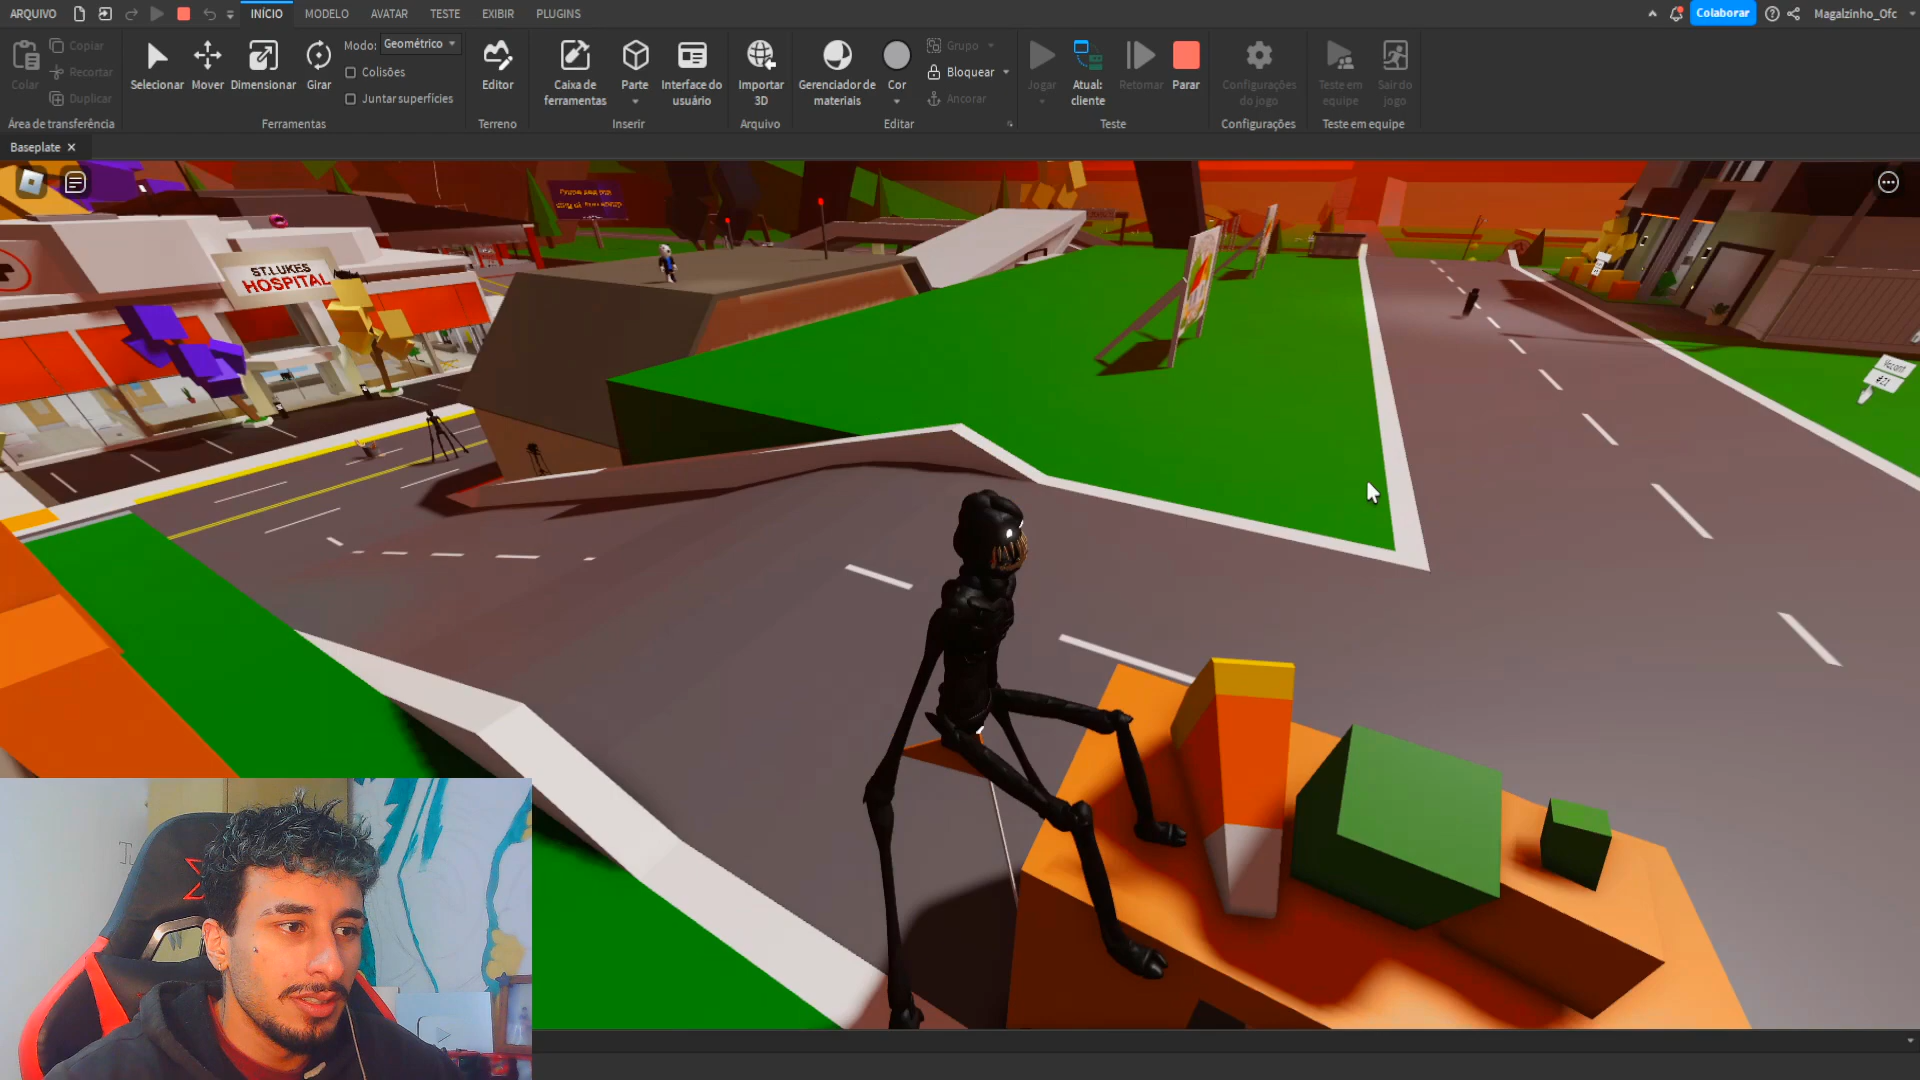 ARQUIVO INÍCIO MODELO AVATAR TESTE EXIBIR PLUGINS Colaborar Magalzinho_Ofc
Colar
Copiar
Recortar
Duplicar
Área de transferência
Selecionar Mover Dimensionar Girar
Modo: Geométrico
Colisões
Juntar superfícies
Ferramentas
Editor
Terreno
Caixa de
ferramentas
Parte
Interface do
usuário
Inserir
Importar
3D
Arquivo
Gerenciador de
materiais
Cor
Grupo
Bloquear
Ancorar
Editar
Jogar
Atual:
cliente
Retomar
Parar
Teste
Configurações
do jogo
Configurações
Teste em
equipe
Sair do
jogo
Teste em equipe
Baseplate
ST.LUKES
HOSPITAL
Vacant
#21